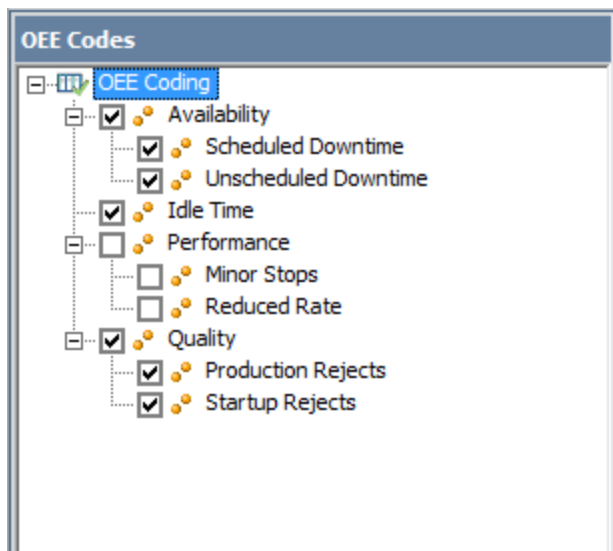 OEE Codes
OEE Coding
Availability
Scheduled Downtime
Unscheduled Downtime
Idle Time
Performance
Minor Stops
Reduced Rate
Quality
Production Rejects
Startup Rejects